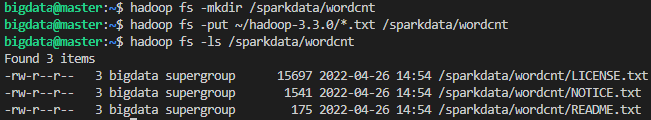 bigdata@master:~$ hadoop fs -mkdir /sparkdata/wordcnt
bigdata@master:~$ hadoop fs -put ~/hadoop-3.3.0/*.txt /sparkdata/wordcnt
bigdata@master:~$ hadoop fs -ls /sparkdata/wordcnt
Found 3 items
-rw-r--r--   3 bigdata supergroup      15697 2022-04-26 14:54 /sparkdata/wordcnt/LICENSE.txt
-rw-r--r--   3 bigdata supergroup       1541 2022-04-26 14:54 /sparkdata/wordcnt/NOTICE.txt
-rw-r--r--   3 bigdata supergroup        175 2022-04-26 14:54 /sparkdata/wordcnt/README.txt